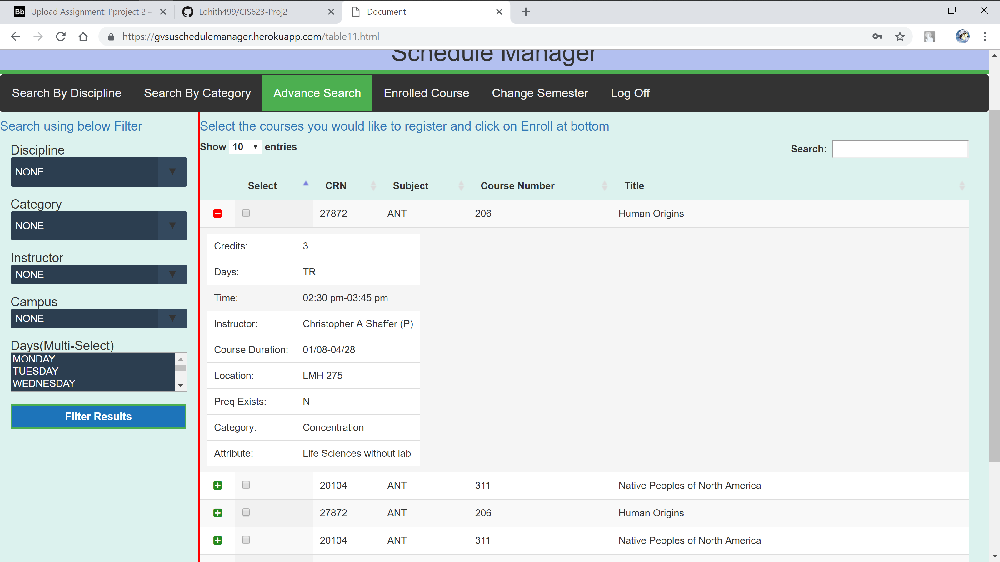 Bb Upload Assignment: Pproject 2 –
Lohith499/CIS623-Proj2
Document
https://gvsuschedulemanager.herokuapp.com/table11.html
Schedule Manager
Search By Discipline Search By Category Advance Search Enrolled Course Change Semester Log Off
Search using below Filter
Discipline
NONE
Category
NONE
Instructor
NONE
Campus
NONE
Days(Multi-Select)
MONDAY
TUESDAY
WEDNESDAY
Filter Results
Select the courses you would like to register and click on Enroll at bottom
Show 10 entries
Search:
Select CRN Subject Course Number Title
27872 ANT 206 Human Origins
Credits: 3
Days: TR
Time: 02:30 pm-03:45 pm
Instructor: Christopher A Shaffer (P)
Course Duration: 01/08-04/28
Location: LMH 275
Preq Exists: N
Category: Concentration
Attribute: Life Sciences without lab
20104 ANT 311 Native Peoples of North America
27872 ANT 206 Human Origins
20104 ANT 311 Native Peoples of North America